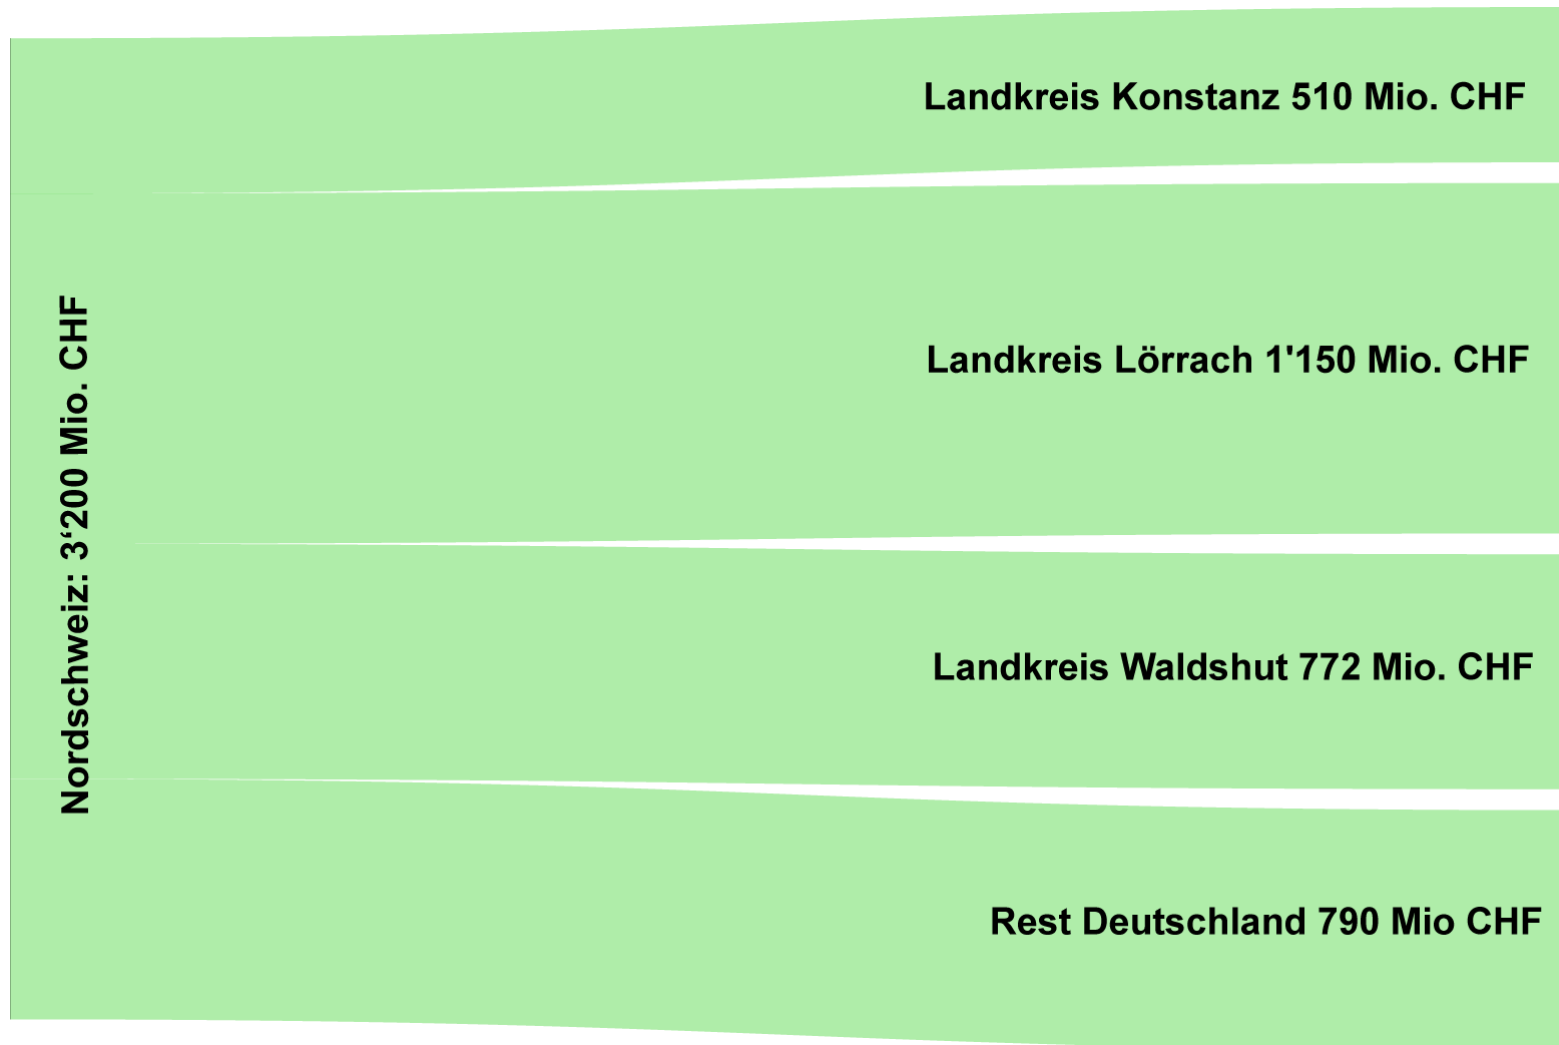 Landkreis Konstanz 510 Mio. CHF
Landkreis Lörrach 1'150 Mio. CHF
Nordschweiz: 3‘200 Mio. CHF
Landkreis Waldshut 772 Mio. CHF
Rest Deutschland 790 Mio CHF